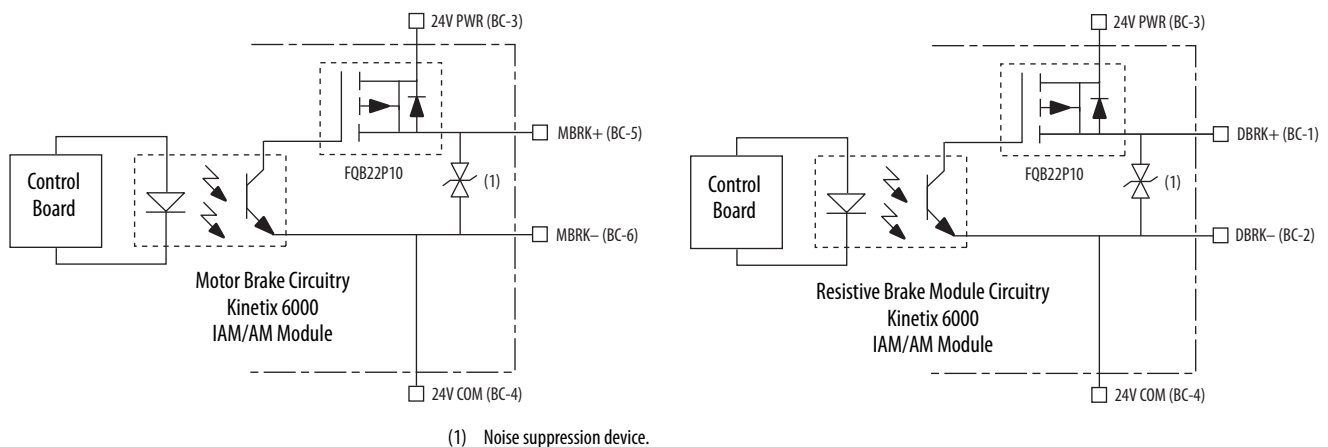 24V PWR (BC-3)
MBRK+ (BC-5)
FQB22P10
(1)
Control
Board
MBRK– (BC-6)
Motor Brake Circuitry
Kinetix 6000
IAM/AM Module
24V COM (BC-4)
24V PWR (BC-3)
DBRK+ (BC-1)
FQB22P10
(1)
Control
Board
DBRK– (BC-2)
Resistive Brake Module Circuitry
Kinetix 6000
IAM/AM Module
24V COM (BC-4)
(1) Noise suppression device.